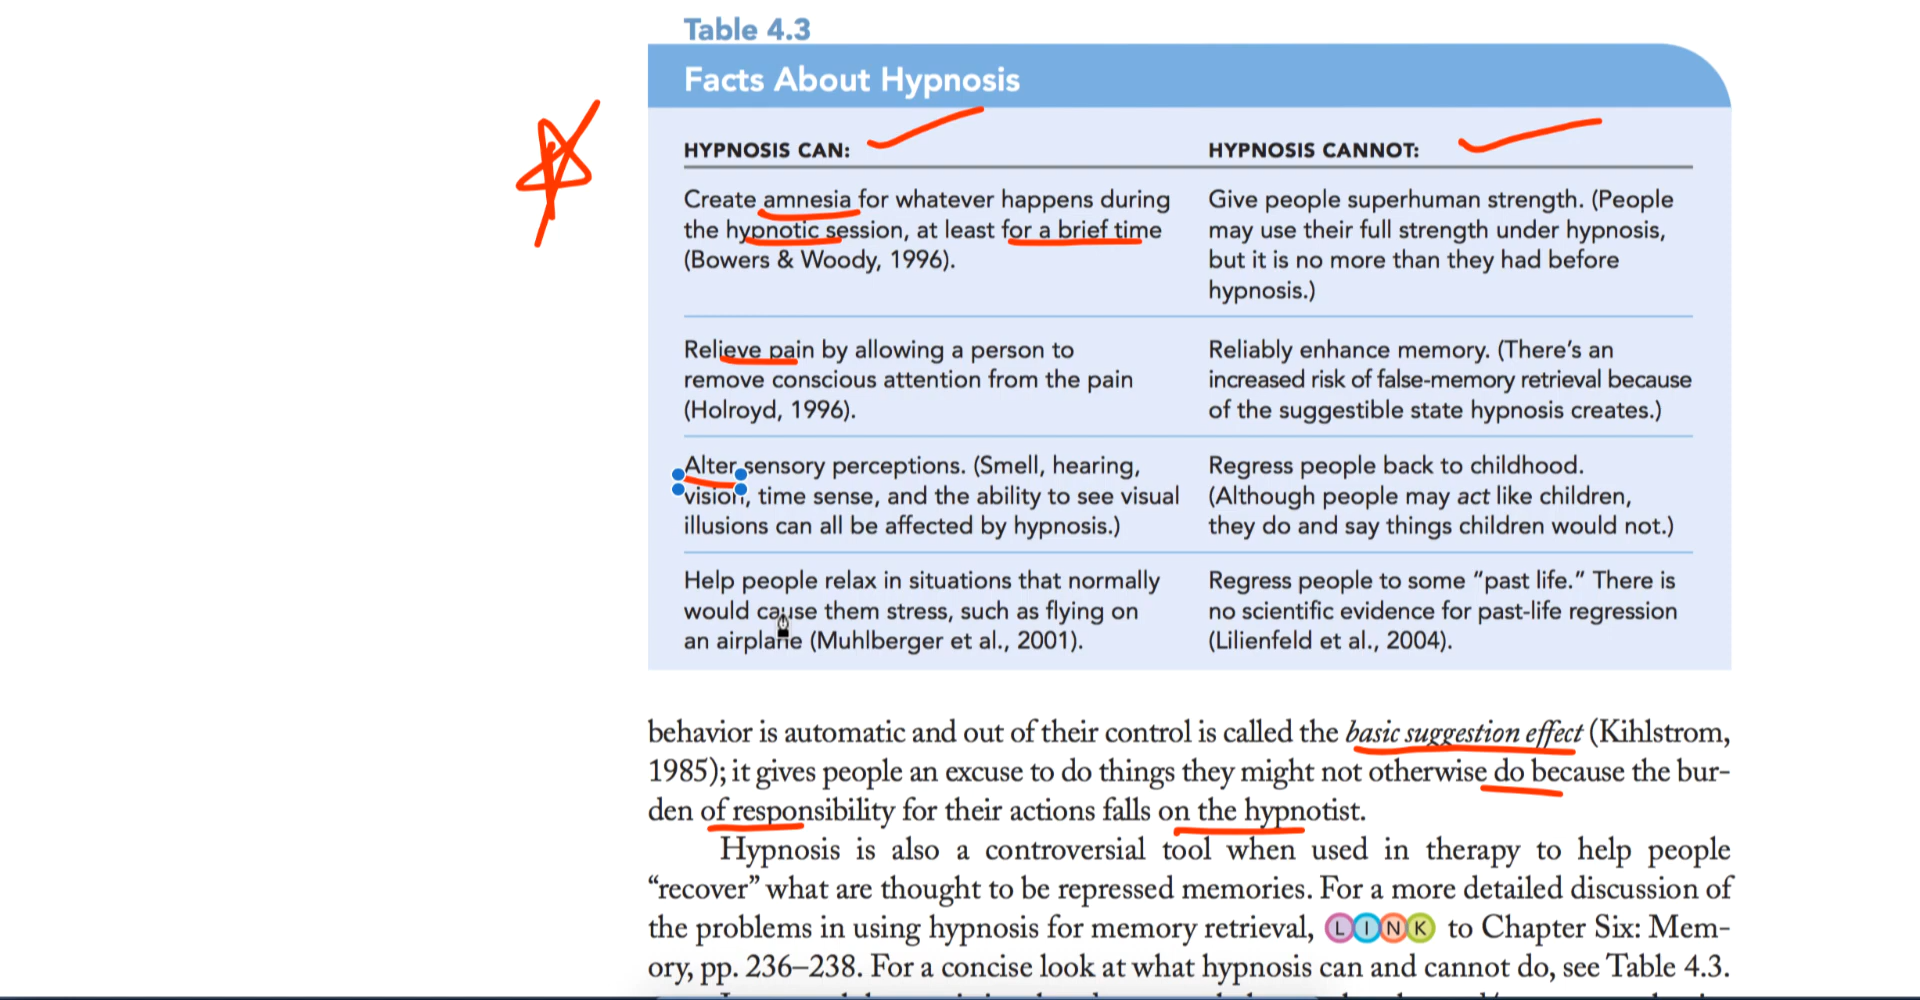 Table 4.3
Facts About Hypnosis
HYPNOSIS CAN:
Create amnesia for whatever happens during
the hypnotic session, at least for a brief time
(Bowers & Woody, 1996).
Relieve pain by allowing a person to
remove conscious attention from the pain
(Holroyd, 1996).
Alter sensory perceptions. (Smell, hearing,
vision, time sense, and the ability to see visual
illusions can all be affected by hypnosis.)
Help people relax in situations that normally
would cause them stress, such as flying on
an airplane (Muhlberger et al., 2001).
HYPNOSIS CANNOT:
Give people superhuman strength. (People
may use their full strength under hypnosis,
but it is no more than they had before
hypnosis.)
Reliably enhance memory. (There's an
increased risk of false-memory retrieval because
of the suggestible state hypnosis creates.)
Regress people back to childhood.
(Although people may act like children,
they do and say things children would not.)
Regress people to some "past life." There is
no scientific evidence for past-life regression
(Lilienfeld et al., 2004).
behavior is automatic and out of their control is called the basic suggestion effect (Kihlstrom,
1985); it gives people an excuse to do things they might not otherwise do because the bur-
den of responsibility for their actions falls on the hypnotist.
Hypnosis is also a controversial tool when used in therapy to help people
“recover” what are thought to be repressed memories. For a more detailed discussion of
the problems in using hypnosis for memory retrieval, LINK to Chapter Six: Mem-
ory, pp. 236–238. For a concise look at what hypnosis can and cannot do, see Table 4.3.